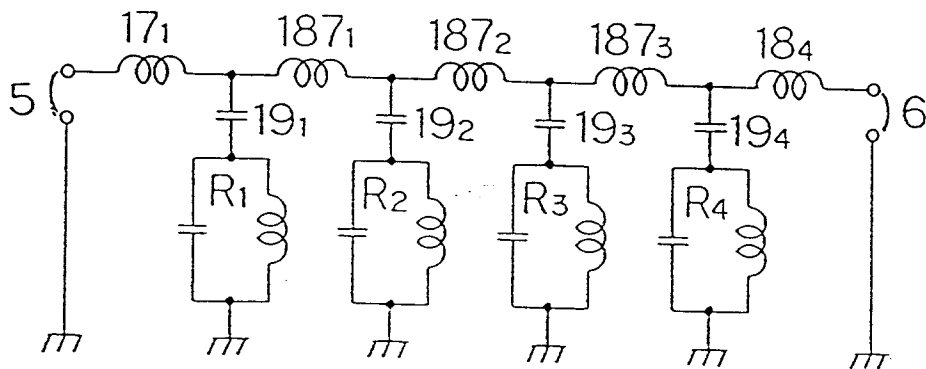 17₁ 187₁ 187₂ 187₃ 18₄
5 19₁ 19₂ 19₃ 19₄ 6
R₁ R₂ R₃ R₄